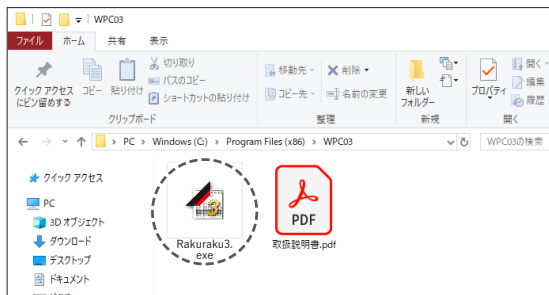 WPC03
ファイル ホーム 共有 表示
クイック アクセス
にピン留めする
コピー
貼り付け
切り取り
パスのコピー
ショートカットの貼り付け
クリップボード
移動先
コピー先
削除
名前の変更
整理
新しい
フォルダー
新規
プロパティ
開く
編集
履歴
開く
PC › Windows (C:) › Program Files (x86) › WPC03
WPC03の検索
クイック アクセス
PC
3D オブジェクト
ダウンロード
デスクトップ
ドキュメント
3
Rakuraku3.
exe
PDF
取扱説明書.pdf